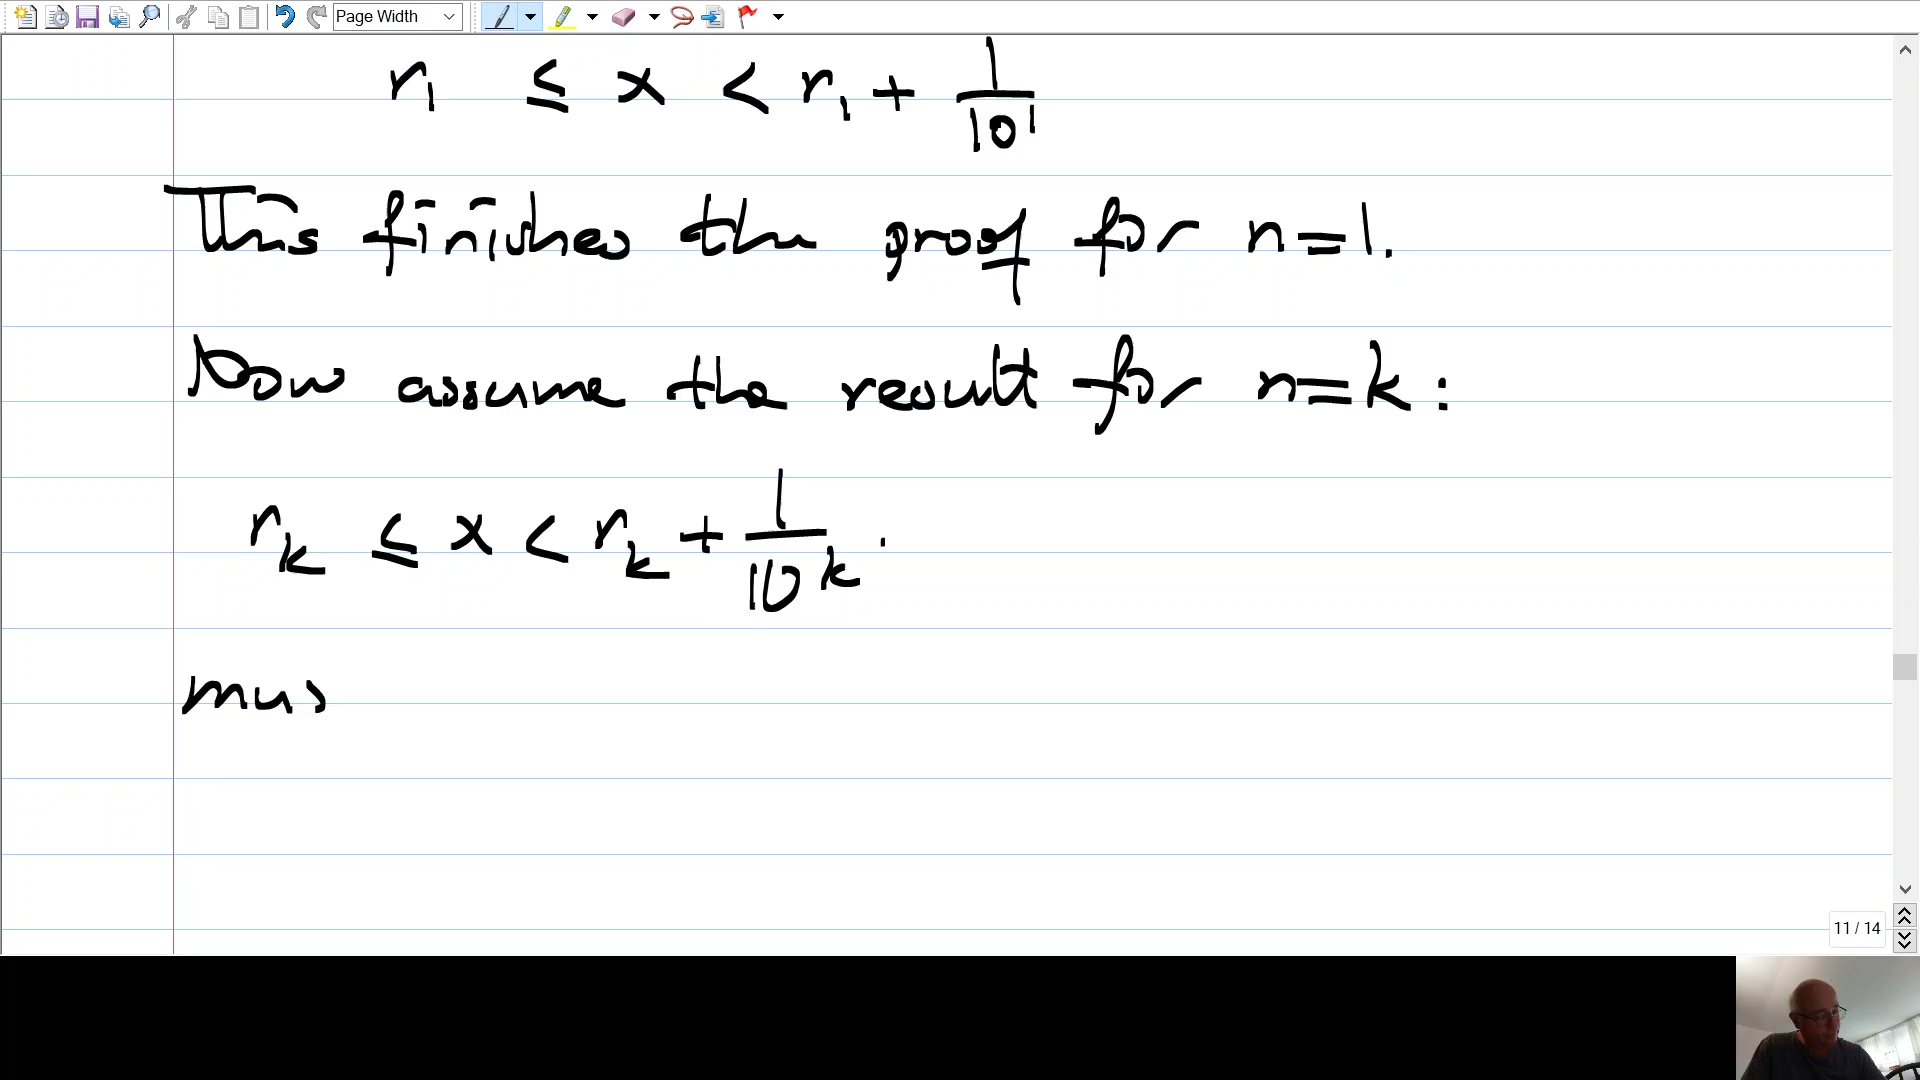 Page Width
r₁ ≤ x < r₁ + 1/10¹
This finishes the proof for n=1.
Now assume the result for n=k:
rₖ ≤ x < rₖ + 1/10ᵏ .
mus
11 / 14